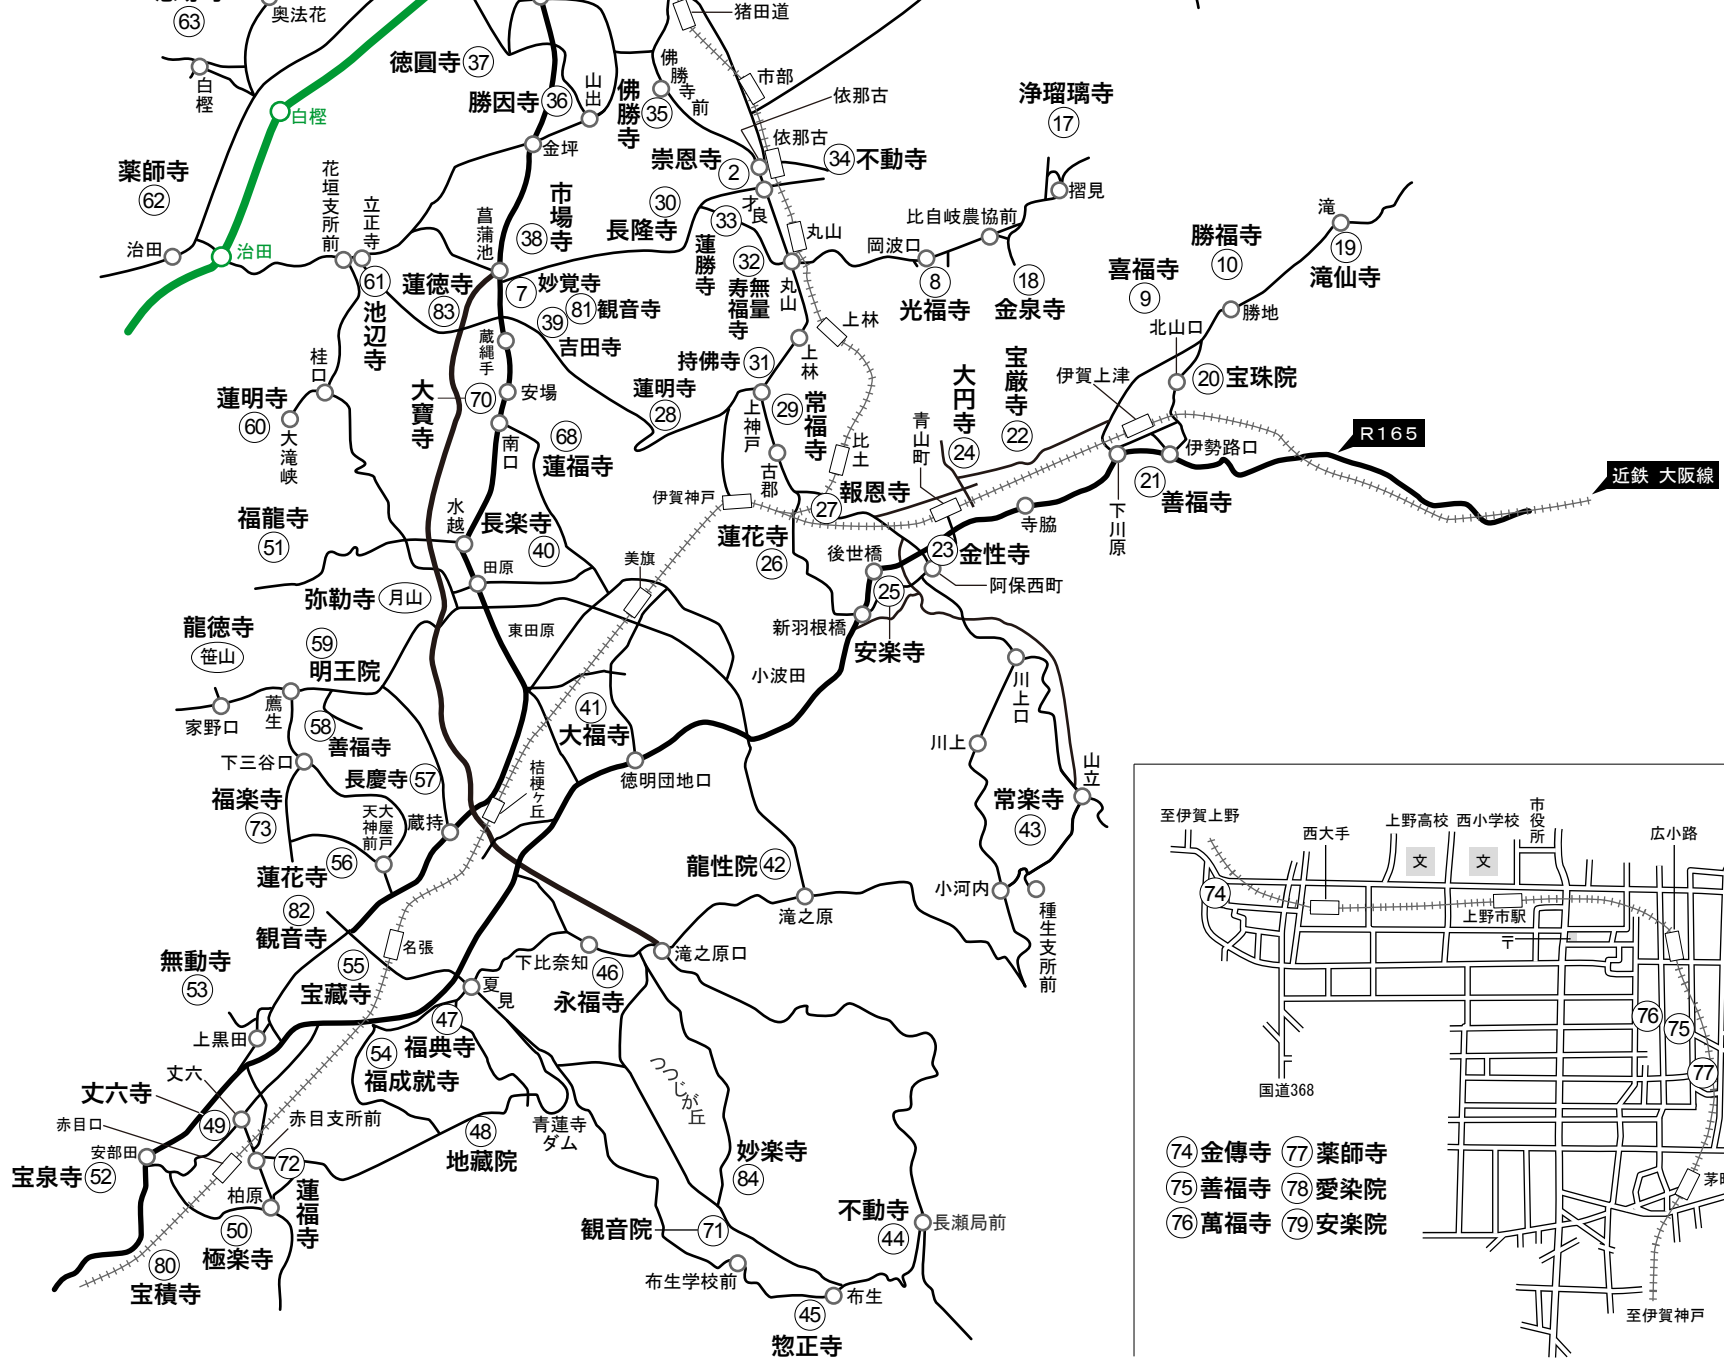 63
奥法花
猪田道
白樫
白樫
徳圓寺 37
勝因寺 36
山出
佛勝寺 35
佛勝寺前
市部
依那古
依那古
浄瑠璃寺
17
薬師寺
62
花垣支所前
立正寺
金坪
崇恩寺 2
34 不動寺
摺見
治田
治田
菖蒲池
市場寺
38
30
長隆寺
33
蓮勝寺
才良
丸山
比自岐農協前
岡波口
滝
19
滝仙寺
勝福寺
10
喜福寺
9
61
池辺寺
蓮徳寺
83
7 妙覚寺
81 観音寺
39
吉田寺
32
無量寿福寺
丸山
8
光福寺
18
金泉寺
勝地
北山口
蔵縄手
上林
上林
桂口
持佛寺 31
蓮明寺
28
大円寺
24
宝厳寺
22
伊賀上津
20 宝珠院
蓮明寺
60
大滝峡
大寶寺
70
安場
上神戸
29
常福寺
青山町
R165
南口
68
蓮福寺
古郡
比土
伊勢路口
近鉄 大阪線
福龍寺
51
水越
長楽寺
40
伊賀神戸
報恩寺
27
21
善福寺
下川原
寺脇
蓮花寺
26
後世橋
23 金性寺
阿保西町
田原
美旗
弥勒寺 月山
25
龍徳寺
笹山
59
明王院
東田原
新羽根橋
安楽寺
小波田
川上口
薦生
家野口
58
善福寺
41
大福寺
下三谷口
長慶寺 57
徳明団地口
川上
山立
福楽寺
73
天神前
大屋戸
蔵持
桔梗ヶ丘
常楽寺
43
至伊賀上野
西大手
上野高校
西小学校
市役所
広小路
文
文
蓮花寺 56
龍性院 42
小河内
種生支所前
74
上野市駅
〒
82
観音寺
滝之原
名張
下比奈知
46
永福寺
滝之原口
無動寺
53
55
宝蔵寺
夏見
上黒田
47
福典寺
54
福成就寺
つつじが丘
76
75
77
国道368
丈六寺
丈六
49
赤目口
赤目支所前
安部田
宝泉寺 52
72
蓮福寺
48
地蔵院
青蓮寺ダム
妙楽寺
84
74 金傳寺 77 薬師寺
75 善福寺 78 愛染院
76 萬福寺 79 安楽院
柏原
50
極楽寺
観音院 71
不動寺
44
長瀬局前
80
宝積寺
布生学校前
布生
45
惣正寺
至伊賀神戸